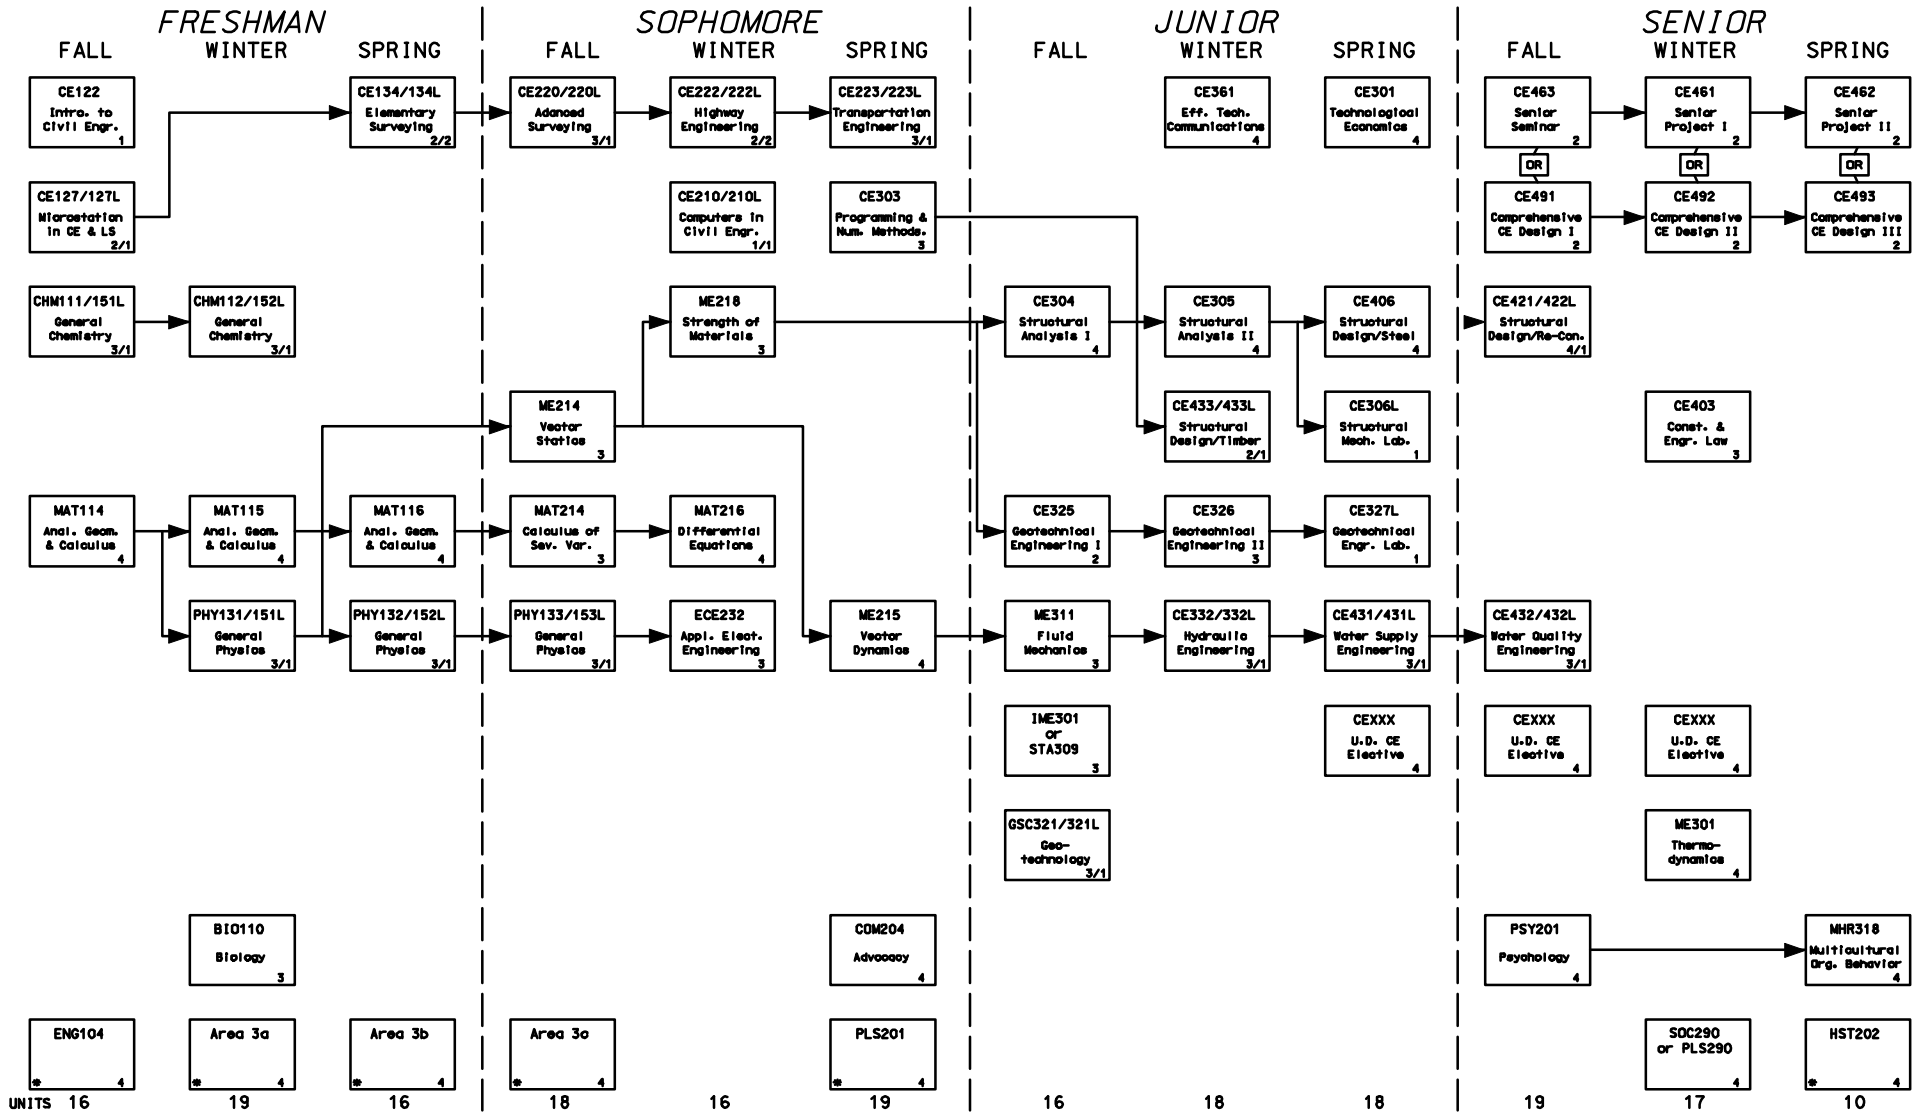 FRESHMAN SOPHOMORE JUNIOR SENIOR
FALL WINTER SPRING FALL WINTER SPRING FALL WINTER SPRING FALL WINTER SPRING
CE122
Intro. to
Civil Engr.
1
CE134/134L
Elementary
Surveying
2/2
CE220/220L
Adanced
Surveying
3/1
CE222/222L
Highway
Engineering
2/2
CE223/223L
Transportation
Engineering
3/1
CE361
Eff. Tech.
Communications
4
CE301
Technological
Economics
4
CE463
Senior
Seminar
2
CE461
Senior
Project I
2
CE462
Senior
Project II
2
OR
OR
OR
CE127/127L
Microstation
in CE & LS
2/1
CE210/210L
Computers in
Civil Engr.
1/1
CE303
Programming &
Num. Methods.
3
CE491
Comprehensive
CE Design I
2
CE492
Comprehensive
CE Design II
2
CE493
Comprehensive
CE Design III
2
CHM111/151L
General
Chemistry
3/1
CHM112/152L
General
Chemistry
3/1
ME218
Strength of
Materials
3
CE304
Structural
Analysis I
4
CE305
Structural
Analysis II
4
CE406
Structural
Design/Steel
4
CE421/422L
Structural
Design/Re-Con.
4/1
ME214
Vector
Statics
3
CE433/433L
Structural
Design/Timber
2/1
CE306L
Structural
Mech. Lab.
1
CE403
Const. &
Engr. Law
3
MAT114
Anal. Geom.
& Calculus
4
MAT115
Anal. Geom.
& Calculus
4
MAT116
Anal. Geom.
& Calculus
4
MAT214
Calculus of
Sev. Var.
3
MAT216
Differential
Equations
4
CE325
Geotechnical
Engineering I
2
CE326
Geotechnical
Engineering II
3
CE327L
Geotechnical
Engr. Lab.
1
PHY131/151L
General
Physics
3/1
PHY132/152L
General
Physics
3/1
PHY133/153L
General
Physics
3/1
ECE232
Appl. Elect.
Engineering
3
ME215
Vector
Dynamics
4
ME311
Fluid
Mechanics
3
CE332/332L
Hydraulic
Engineering
3/1
CE431/431L
Water Supply
Engineering
3/1
CE432/432L
Water Quality
Engineering
3/1
IME301
or
STA309
3
CEXXX
U.D. CE
Elective
4
CEXXX
U.D. CE
Elective
4
CEXXX
U.D. CE
Elective
4
GSC321/321L
Geo-
technology
3/1
ME301
Thermo-
dynamics
4
BIO110
Biology
3
COM204
Advocacy
4
PSY201
Psychology
4
MHR318
Multicultural
Org. Behavior
4
ENG104
* 4
Area 3a
* 4
Area 3b
* 4
Area 3c
* 4
PLS201
* 4
SOC290
or PLS290
4
HST202
* 4
UNITS 16 19 16 18 16 19 16 18 18 19 17 10